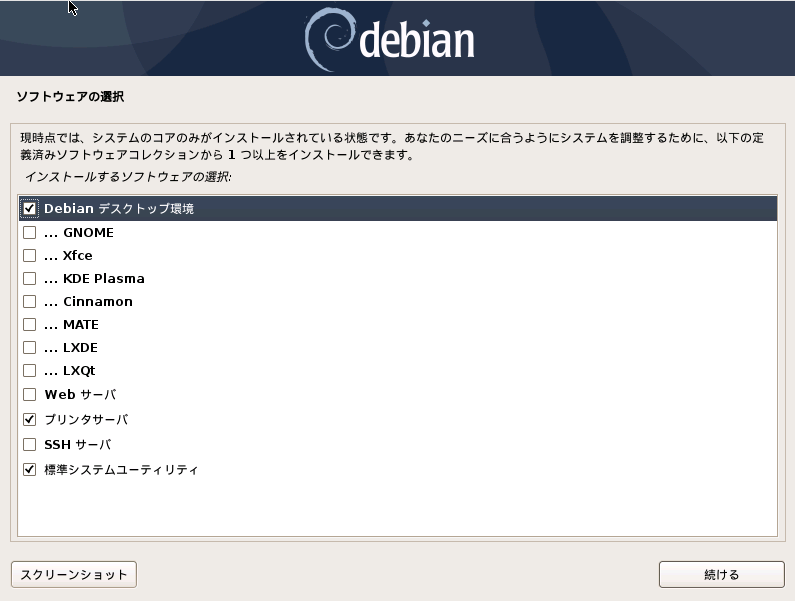 debian
ソフトウェアの選択
現時点では、システムのコアのみがインストールされている状態です。あなたのニーズに合うようにシステムを調整するために、以下の定
義済みソフトウェアコレクションから 1 つ以上をインストールできます。
インストールするソフトウェアの選択:
Debian デスクトップ環境
... GNOME
... Xfce
... KDE Plasma
... Cinnamon
... MATE
... LXDE
... LXQt
Web サーバ
プリンタサーバ
SSH サーバ
標準システムユーティリティ
スクリーンショット
続ける